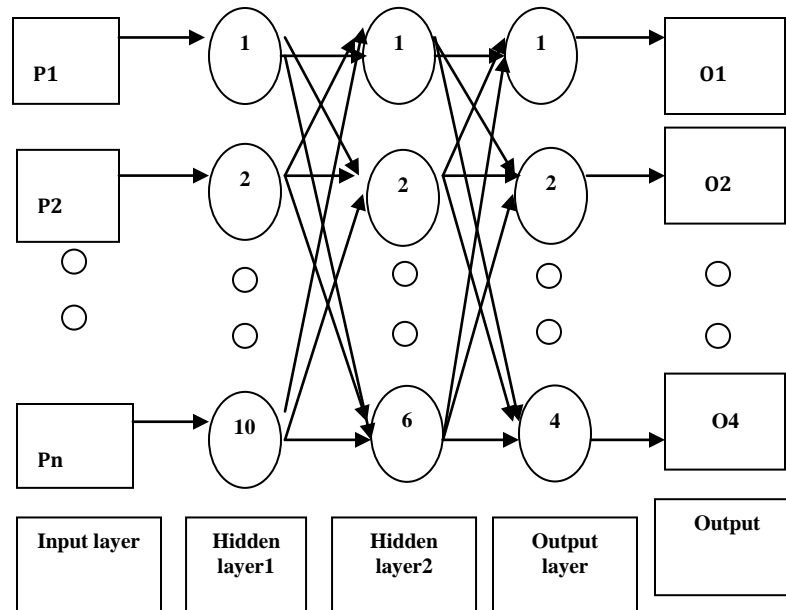 1
1
1
P1
O1
2
2
2
P2
O2
10
6
4
O4
Pn
Input layer
Hidden
layer1
Hidden
layer2
Output
layer
Output